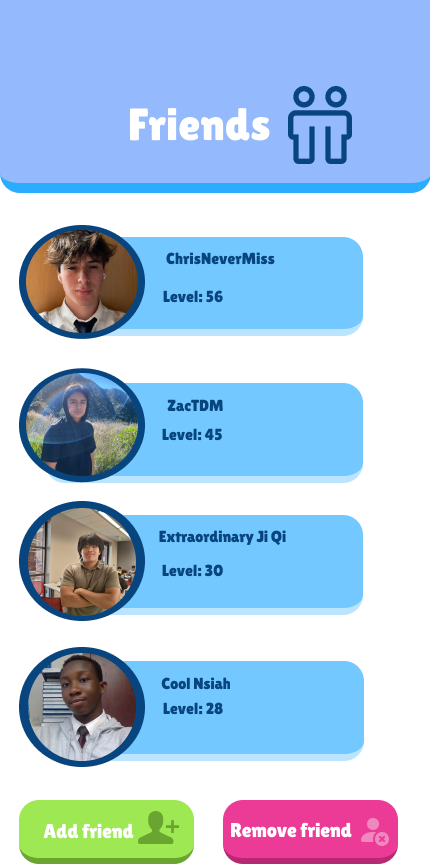 Friends
ChrisNeverMiss
Level: 56
ZacTDM
Level: 45
Extraordinary Ji Qi
Level: 30
Cool Nsiah
Level: 28
Add friend
Remove friend